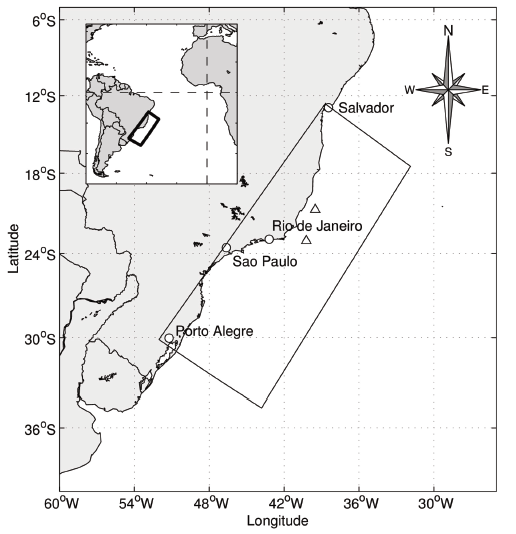 6°S
12°S
18°S
24°S
30°S
36°S
Latitude
N
W
E
S
Salvador
Rio de Janeiro
Sao Paulo
Porto Alegre
60°W
54°W
48°W
42°W
36°W
30°W
Longitude